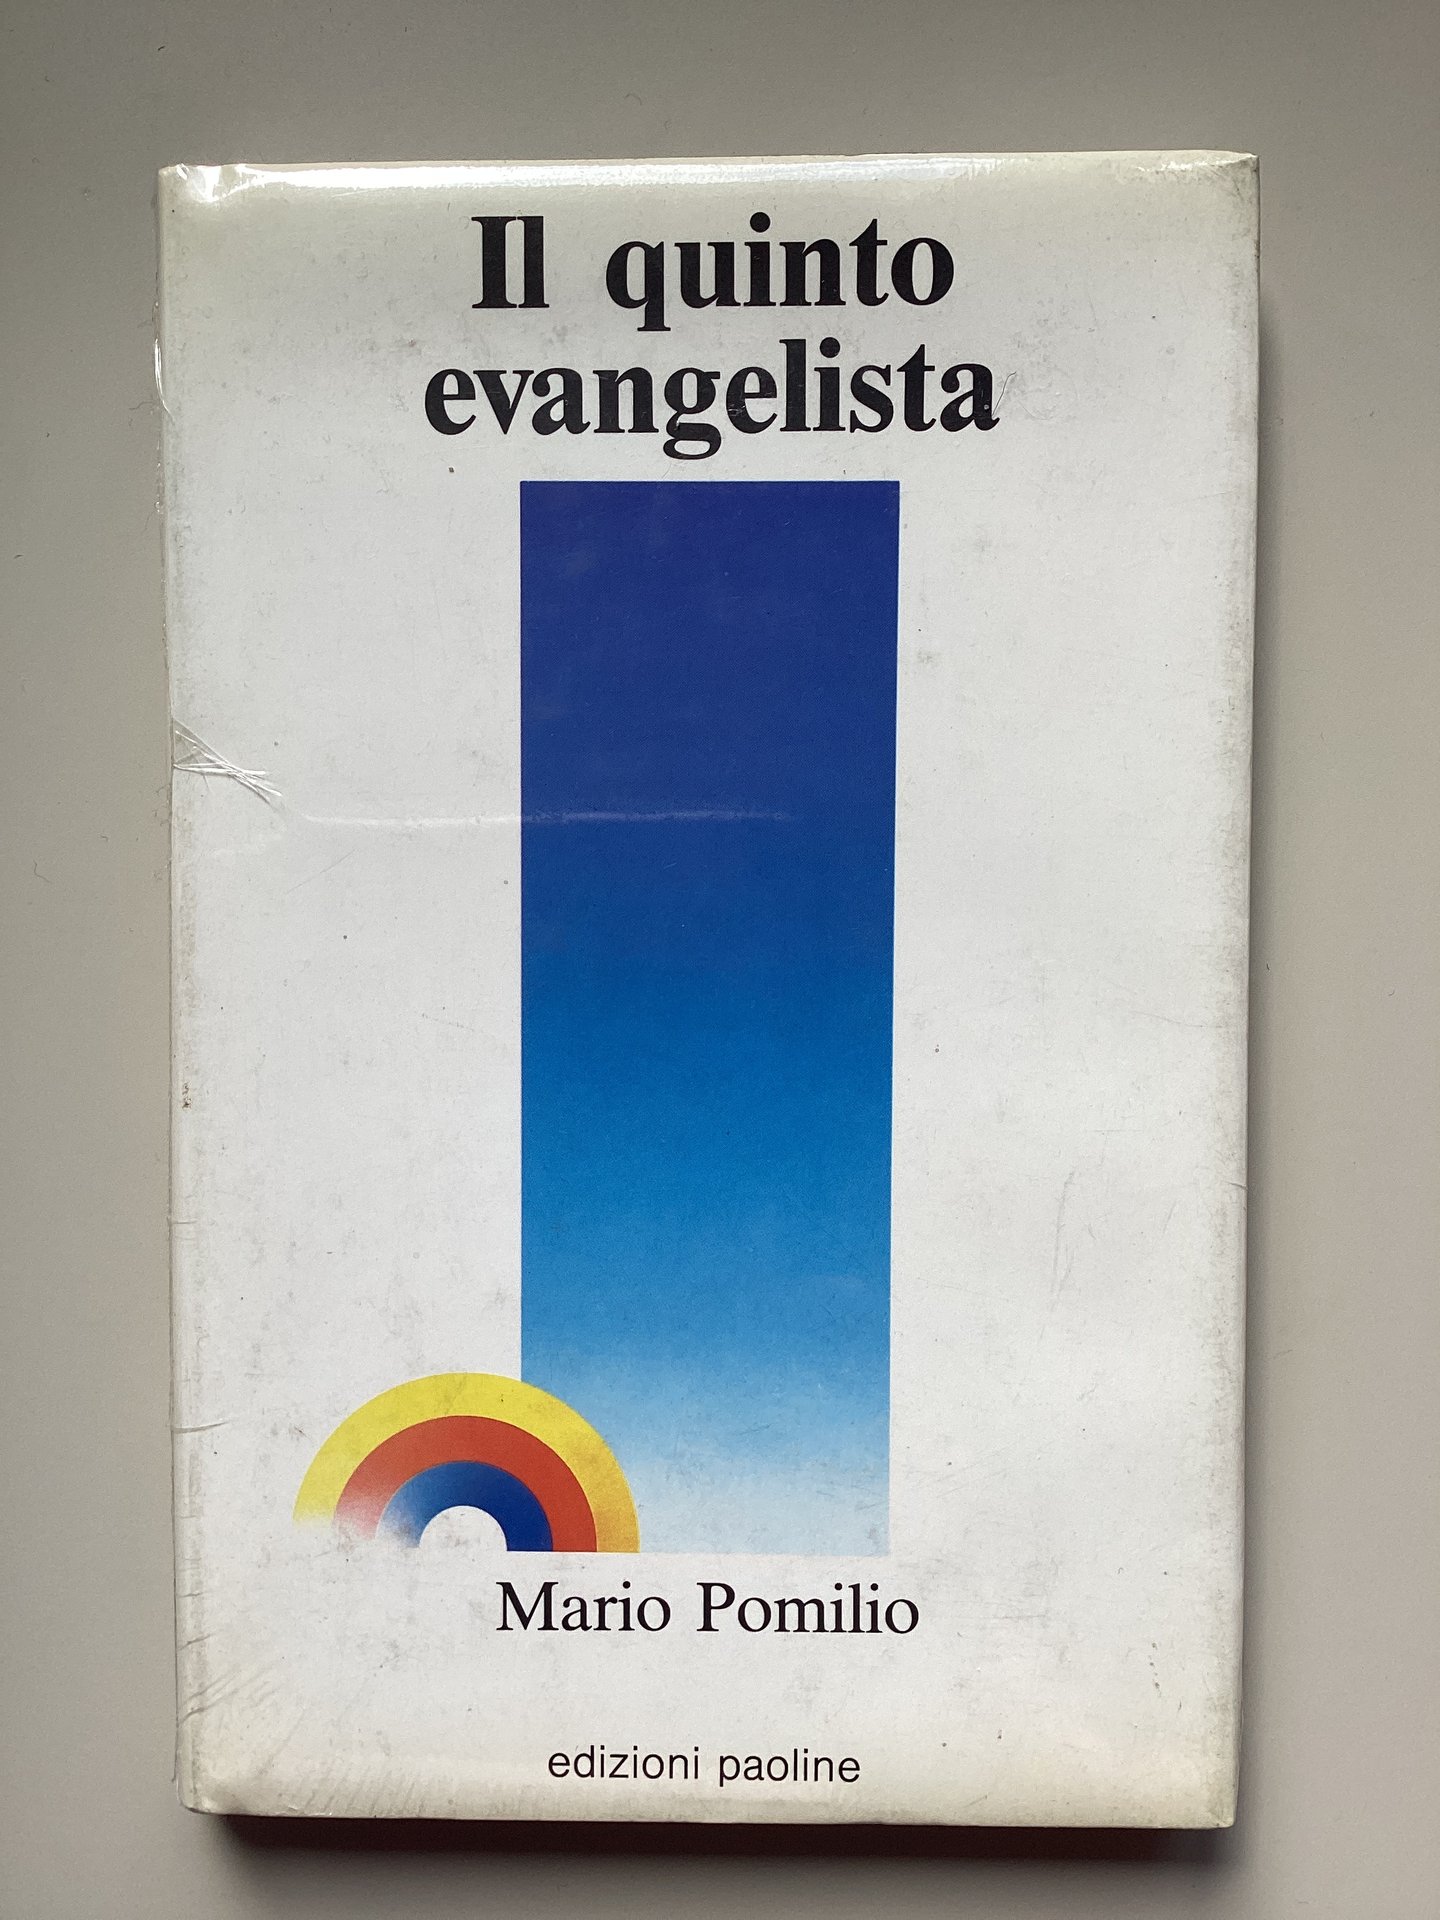 Il quinto
evangelista
Mario Pomilio
edizioni paoline